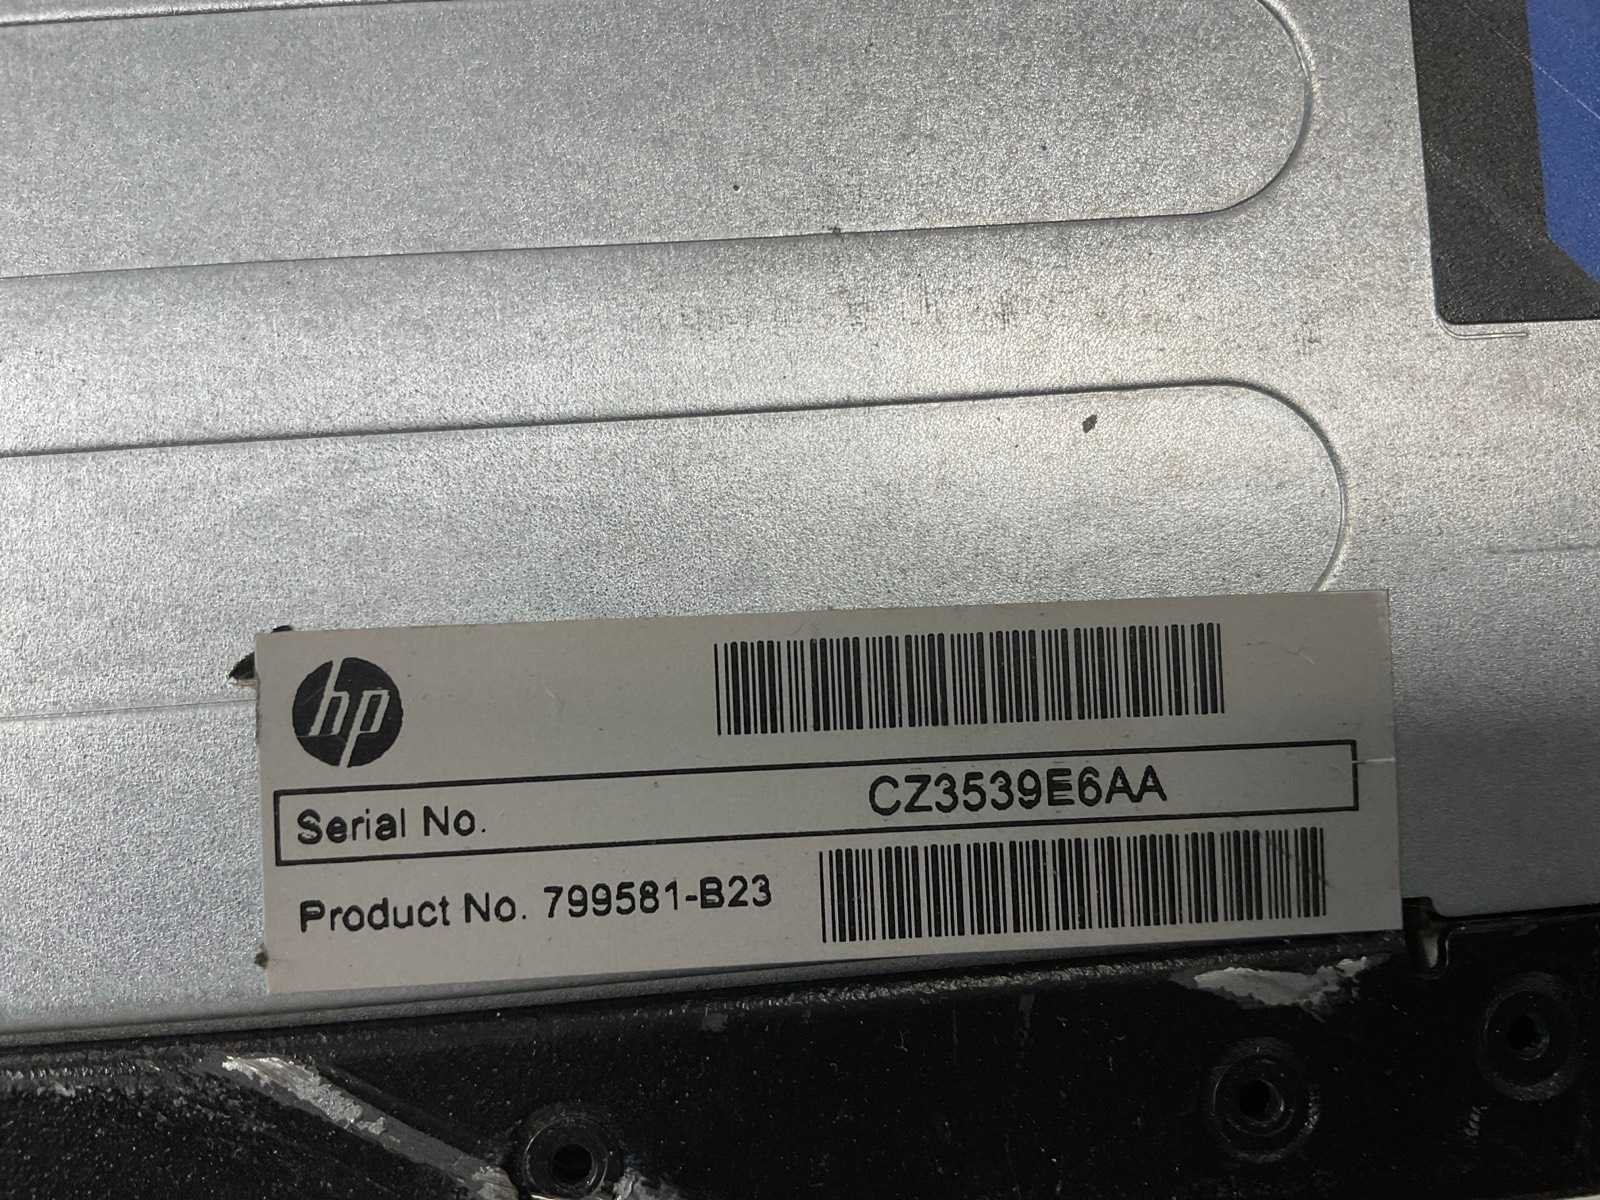 hp
Serial No. CZ3539E6AA
Product No. 799581-B23